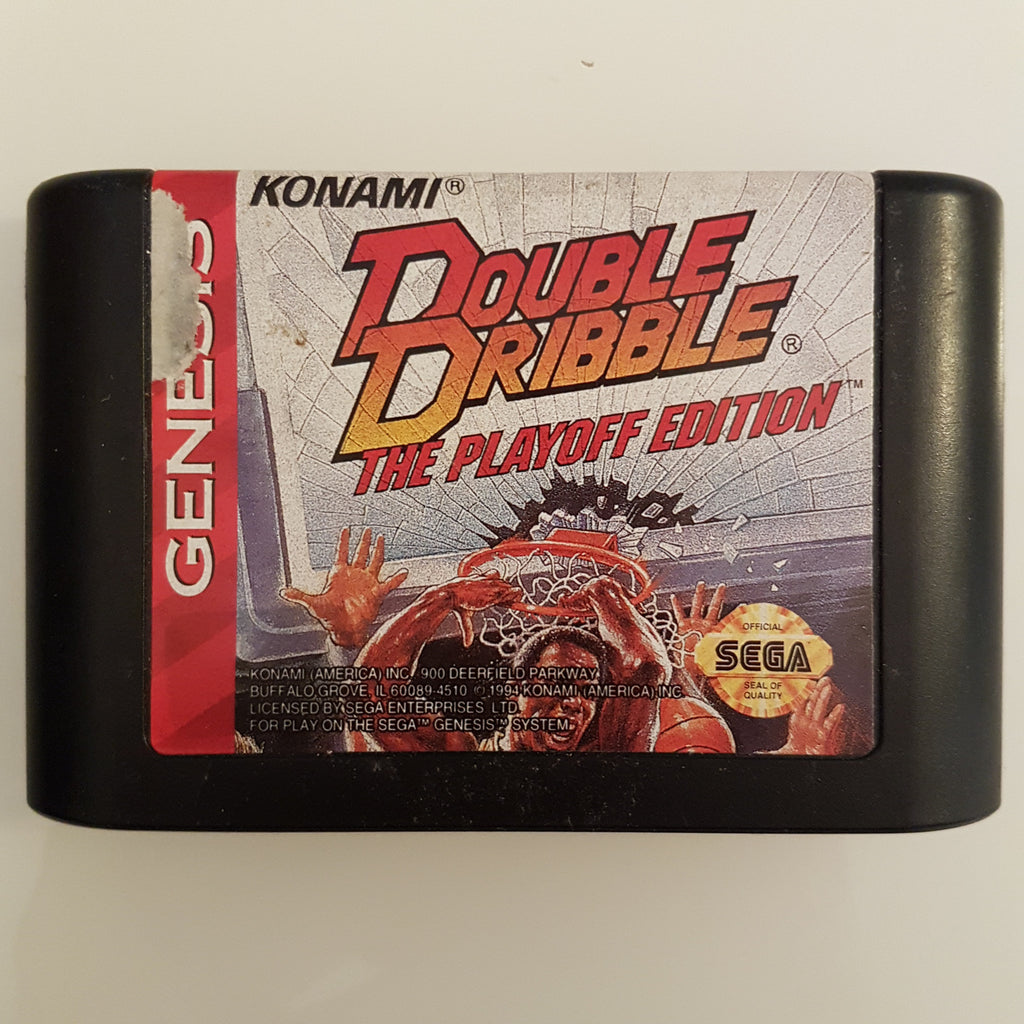 GENESIS
KONAMI®
DOUBLE
DRIBBLE®
THE PLAYOFF EDITION™
OFFICIAL
SEGA
SEAL OF
QUALITY
KONAMI (AMERICA) INC. 900 DEERFIELD PARKWAY
BUFFALO GROVE, IL 60089-4510 © 1994 KONAMI (AMERICA) INC.
LICENSED BY SEGA ENTERPRISES LTD.
FOR PLAY ON THE SEGA™ GENESIS™ SYSTEM.